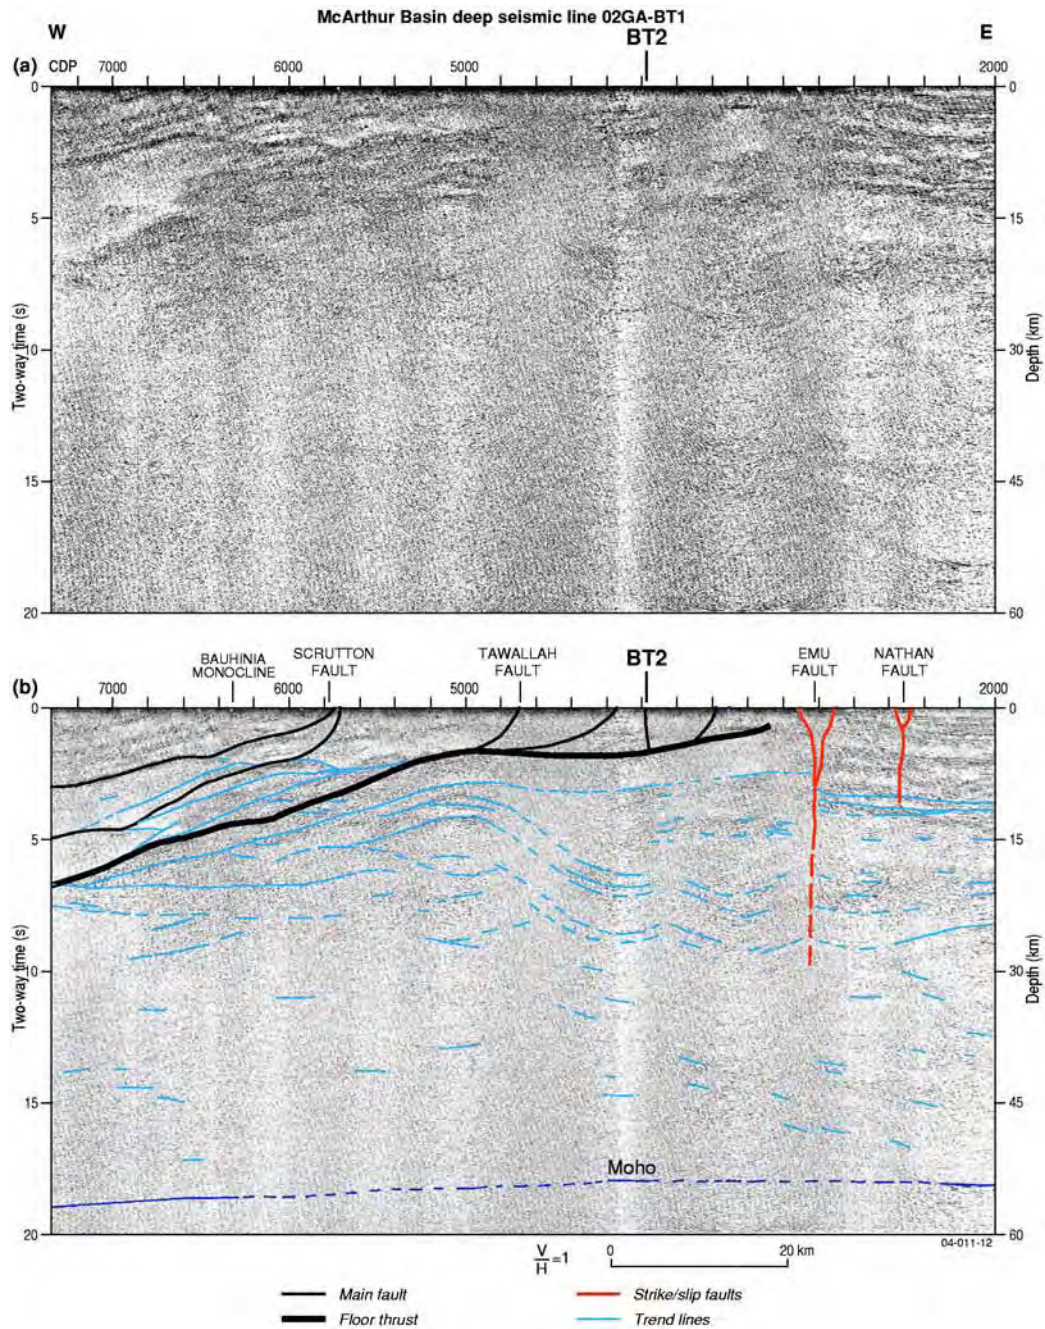 McArthur Basin deep seismic line 02GA-BT1
W BT2 E
(a) CDP 7000 6000 5000 2000
0 0
5 15
10 30
15 45
20 60
Two-way time (s)
Depth (km)
BAUHINIA MONOCLINE
SCRUTTON FAULT
TAWALLAH FAULT
BT2
EMU FAULT
NATHAN FAULT
(b) 7000 6000 5000 2000
0 0
5 15
10 30
15 45
Moho
20 60
Two-way time (s)
Depth (km)
04-011-12
V/H =1
0 20 km
Main fault
Strike/slip faults
Floor thrust
Trend lines